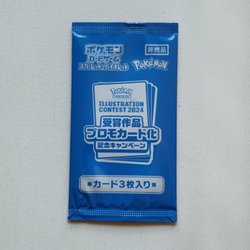 ポケモン
カードゲーム
スカーレット&バイオレット
非売品
Pokémon
Pokémon
ILLUSTRATION
CONTEST 2024
受賞作品
プロモカード化
記念キャンペーン
■カード3枚入り■